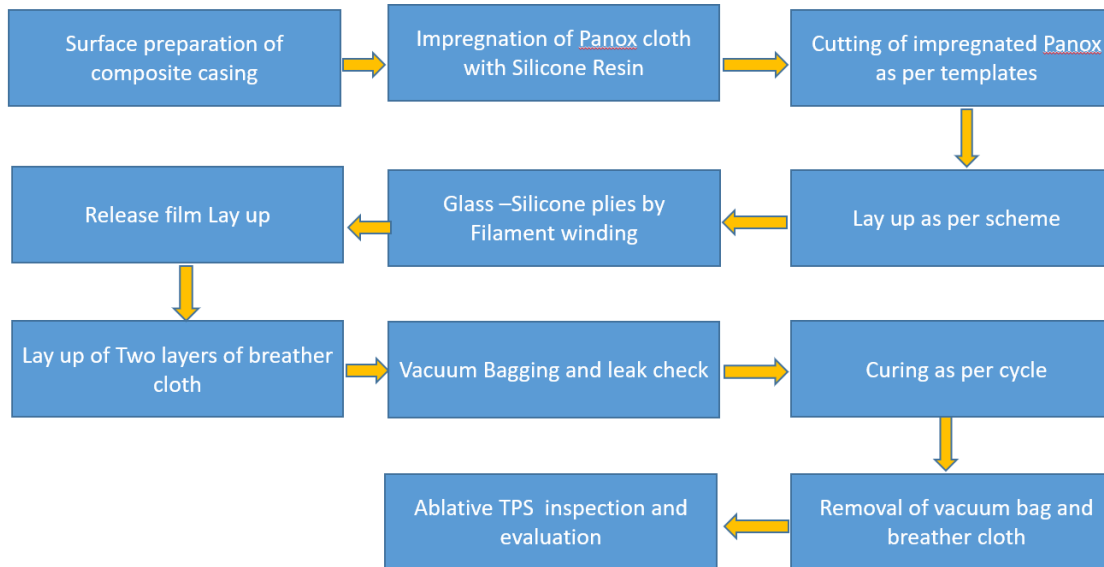 Surface preparation of
composite casing
Impregnation of Panox cloth
with Silicone Resin
Cutting of impregnated Panox
as per templates
Lay up as per scheme
Glass –Silicone plies by
Filament winding
Release film Lay up
Lay up of Two layers of breather
cloth
Vacuum Bagging and leak check
Curing as per cycle
Removal of vacuum bag and
breather cloth
Ablative TPS inspection and
evaluation